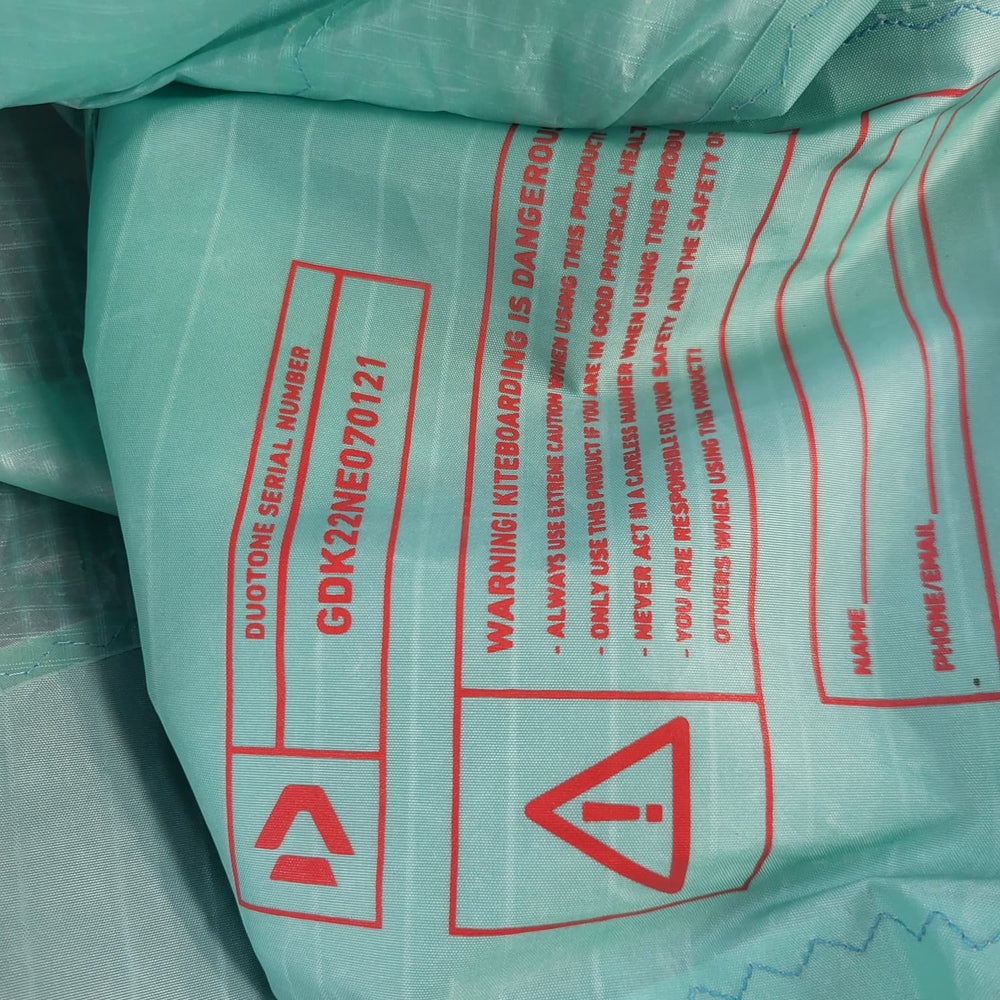 DUOTONE SERIAL NUMBER
GDK22NE070121
WARNING! KITEBOARDING IS DANGEROU
- ALWAYS USE EXTREME CAUTION WHEN USING THIS PRODUCT
- ONLY USE THIS PRODUCT IF YOU ARE IN GOOD PHYSICAL HEALT
- NEVER ACT IN A CARELESS MANNER WHEN USING THIS PRODU
- YOU ARE RESPONSIBLE FOR YOUR SAFETY AND THE SAFETY OF
OTHERS WHEN USING THIS PRODUCT!
NAME
PHONE/EMAIL